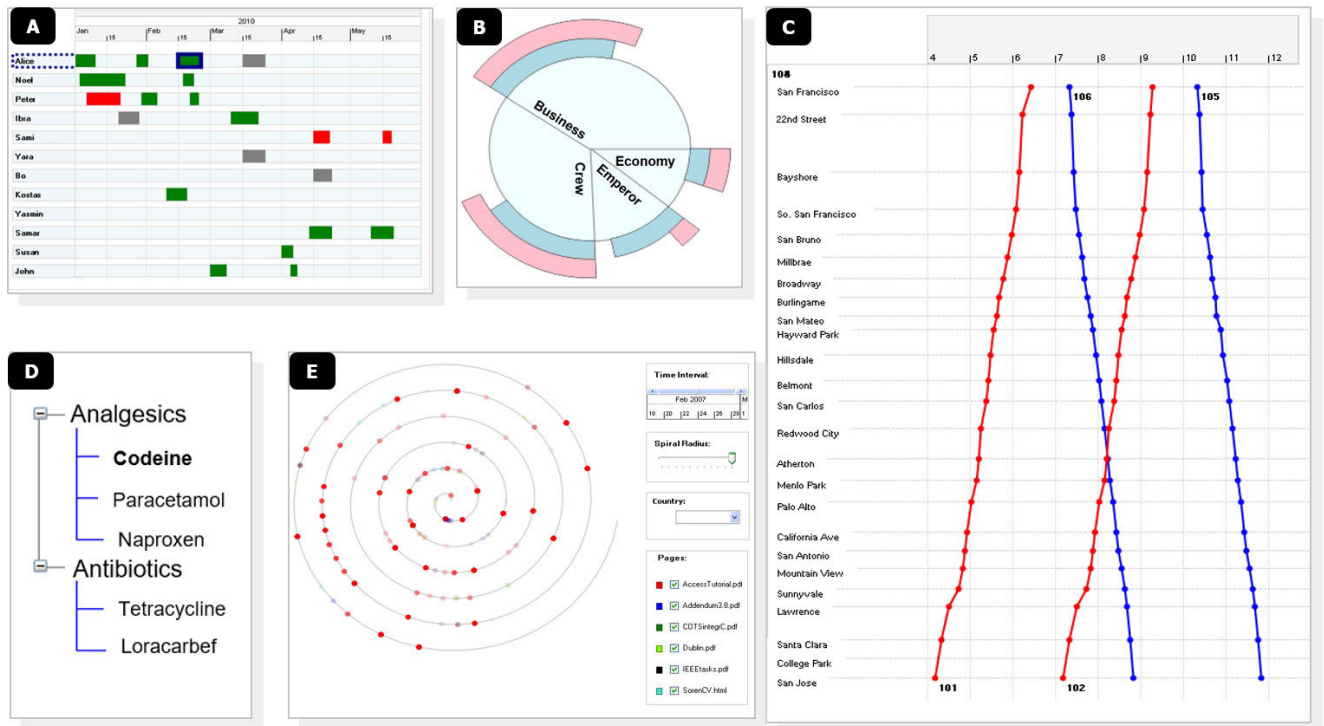 A
2010
Jan Feb Mar Apr May
|15 |15 |15 |15 |15
Alice
Noel
Peter
Ibra
Sami
Yara
Bo
Kostas
Yasmin
Samar
Susan
John
B
Business
Economy
Emperor
Crew
C
4 5 6 7 8 9 10 11 12
San Francisco
106
105
22nd Street
Bayshore
So. San Francisco
San Bruno
Millbrae
Broadway
Burlingame
San Mateo
Hayward Park
Hillsdale
Belmont
San Carlos
Redwood City
Atherton
Menlo Park
Palo Alto
California Ave
San Antonio
Mountain View
Sunnyvale
Lawrence
Santa Clara
College Park
San Jose
101
102
D
Analgesics
Codeine
Paracetamol
Naproxen
Antibiotics
Tetracycline
Loracarbef
E
Time Interval:
Feb 2007 M
18 |20 |22 |24 |26 |28 1
Spiral Radius:
Country:
Pages:
AccessTutorial.pdf
Addendum3.8.pdf
COTSintegrC.pdf
Dublin.pdf
IEEEtasks.pdf
SorenCV.html